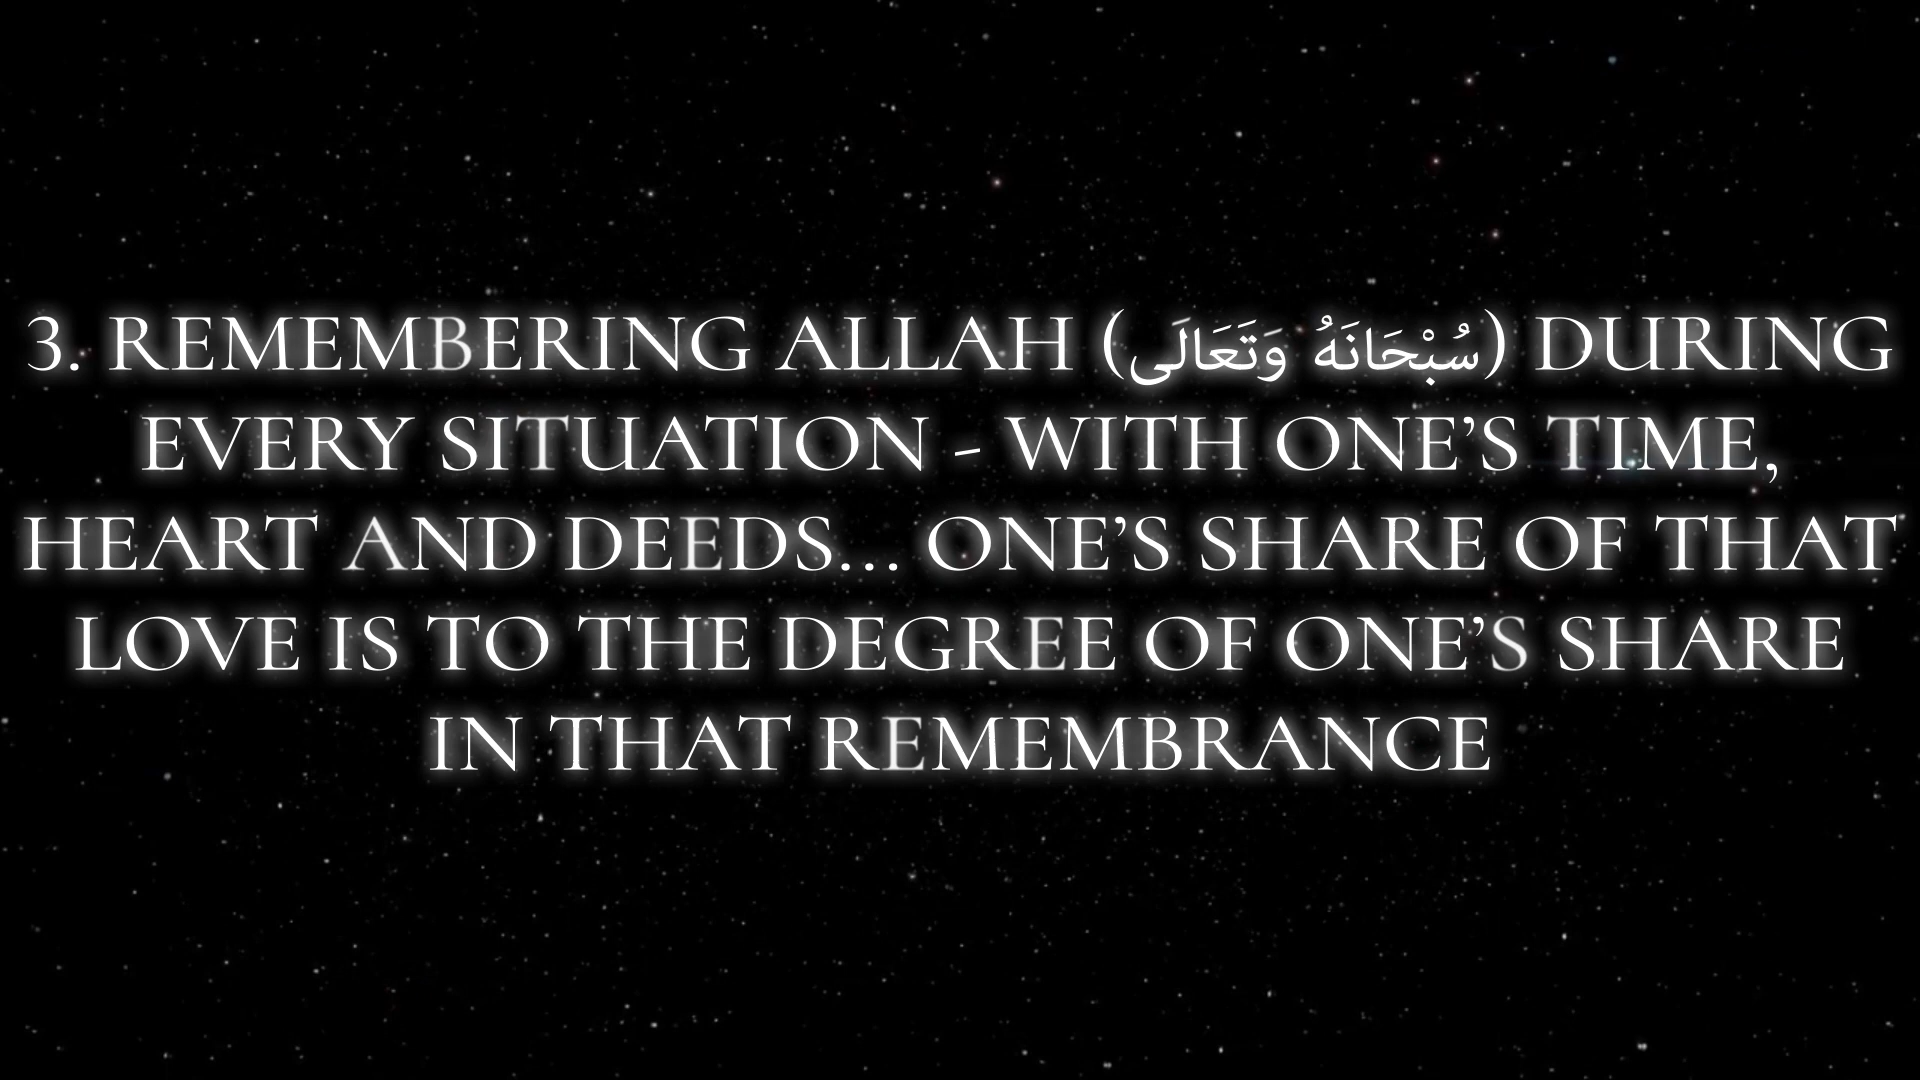 3. REMEMBERING ALLAH (سُبْحَانَهُ وَتَعَالَى) DURING
EVERY SITUATION - WITH ONE’S TIME,
HEART AND DEEDS... ONE’S SHARE OF THAT
LOVE IS TO THE DEGREE OF ONE’S SHARE
IN THAT REMEMBRANCE